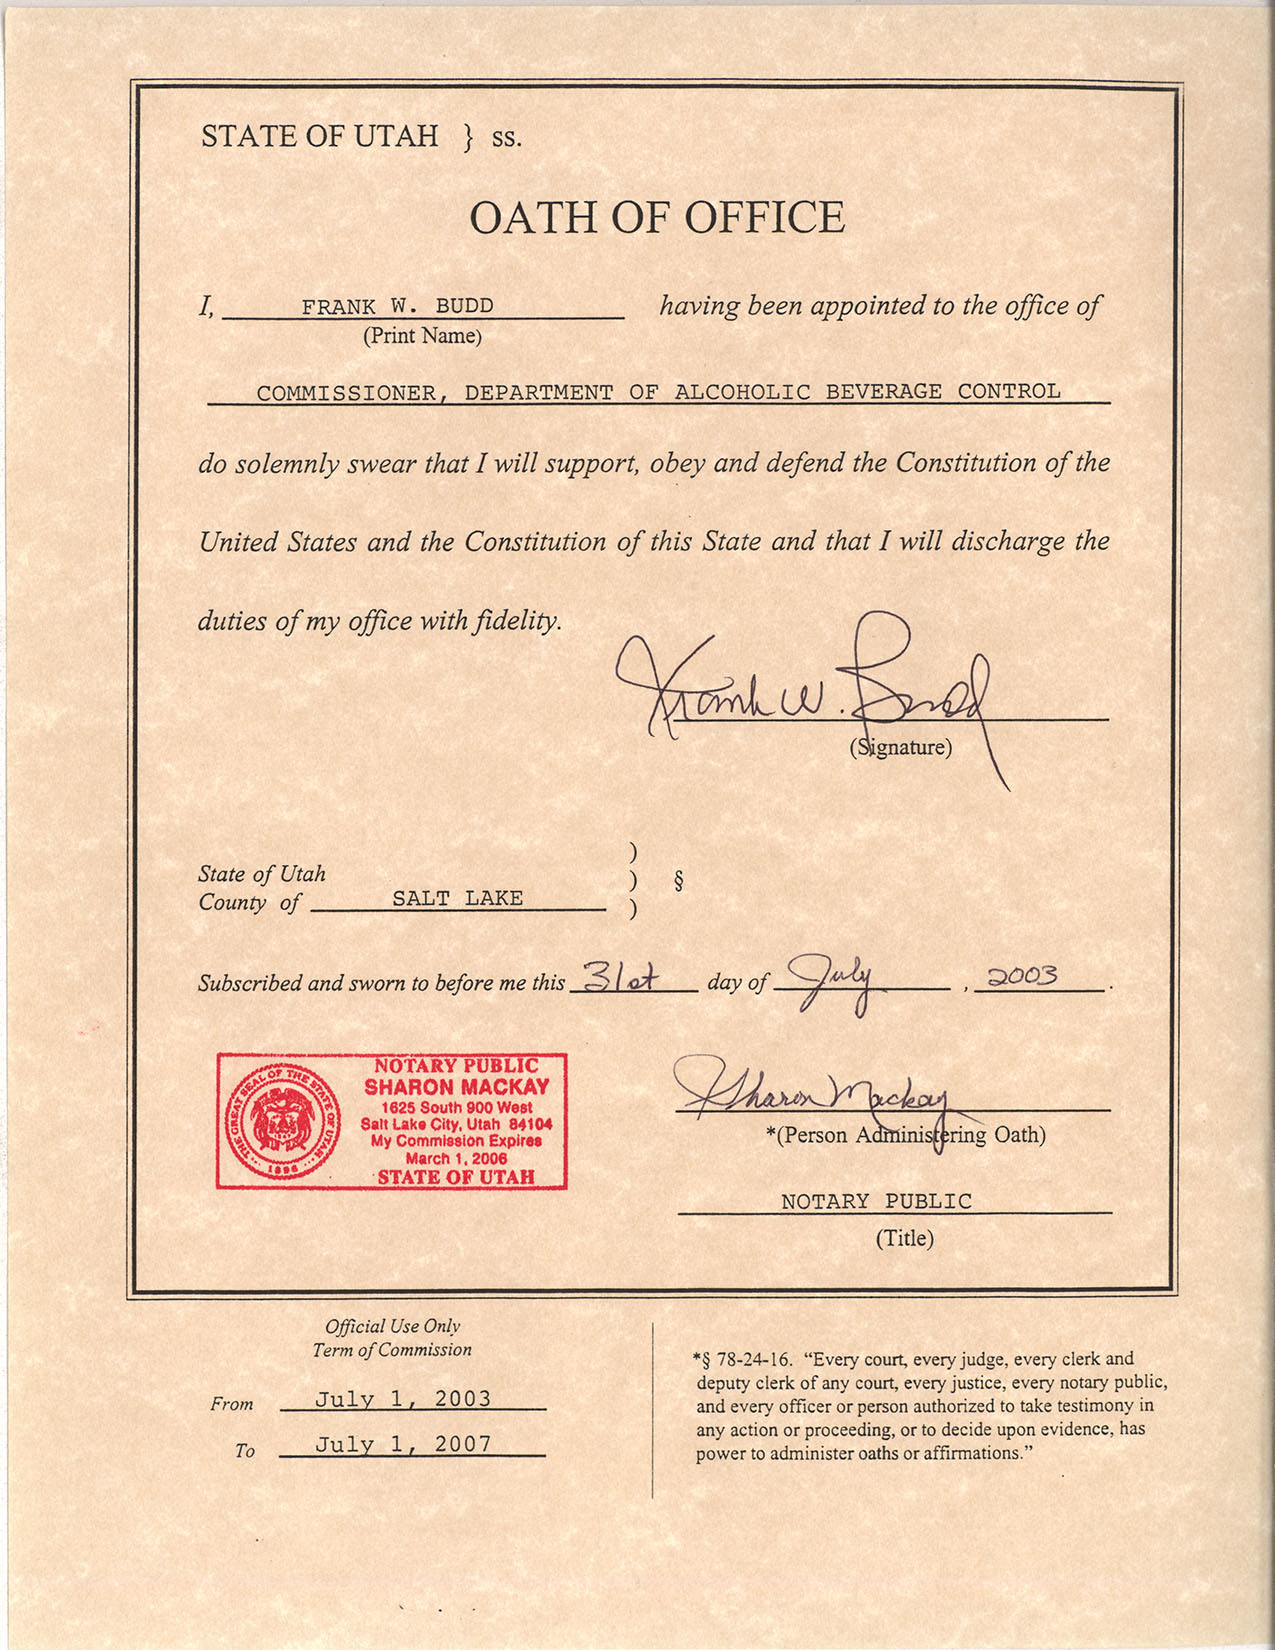 STATE OF UTAH } ss.
OATH OF OFFICE
I, FRANK W. BUDD having been appointed to the office of
(Print Name)
COMMISSIONER, DEPARTMENT OF ALCOHOLIC BEVERAGE CONTROL
do solemnly swear that I will support, obey and defend the Constitution of the
United States and the Constitution of this State and that I will discharge the
duties of my office with fidelity.
Frank W. Budd
(Signature)
)
State of Utah ) §
County of SALT LAKE )
Subscribed and sworn to before me this 31st day of July, 2003.
THE GREAT SEAL OF THE STATE OF UTAH
1896
NOTARY PUBLIC
SHARON MACKAY
1625 South 900 West
Salt Lake City, Utah 84104
My Commission Expires
March 1, 2006
STATE OF UTAH
Sharon Mackay
*(Person Administering Oath)
NOTARY PUBLIC
(Title)
Official Use Only
Term of Commission
From July 1, 2003
To July 1, 2007
*§ 78-24-16. “Every court, every judge, every clerk and
deputy clerk of any court, every justice, every notary public,
and every officer or person authorized to take testimony in
any action or proceeding, or to decide upon evidence, has
power to administer oaths or affirmations.”